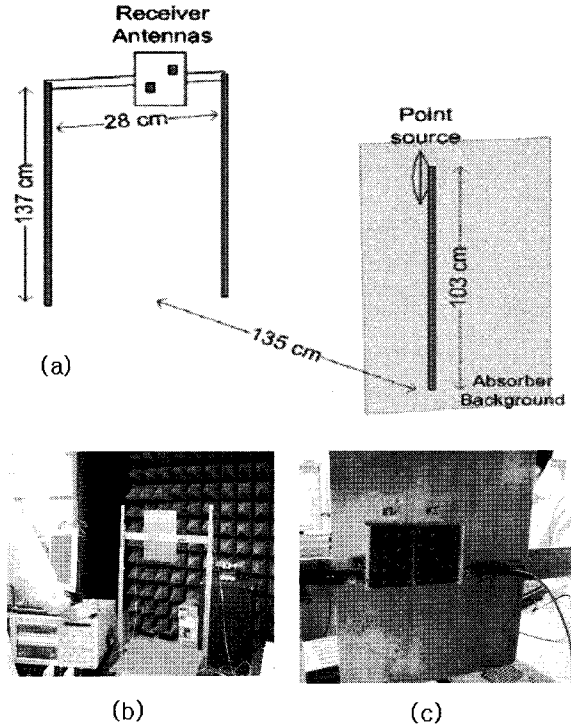 Receiver
Antennas
28 cm
137 cm
Point
source
103 cm
135 cm
Absorber
Background
(a)
(b)
(c)